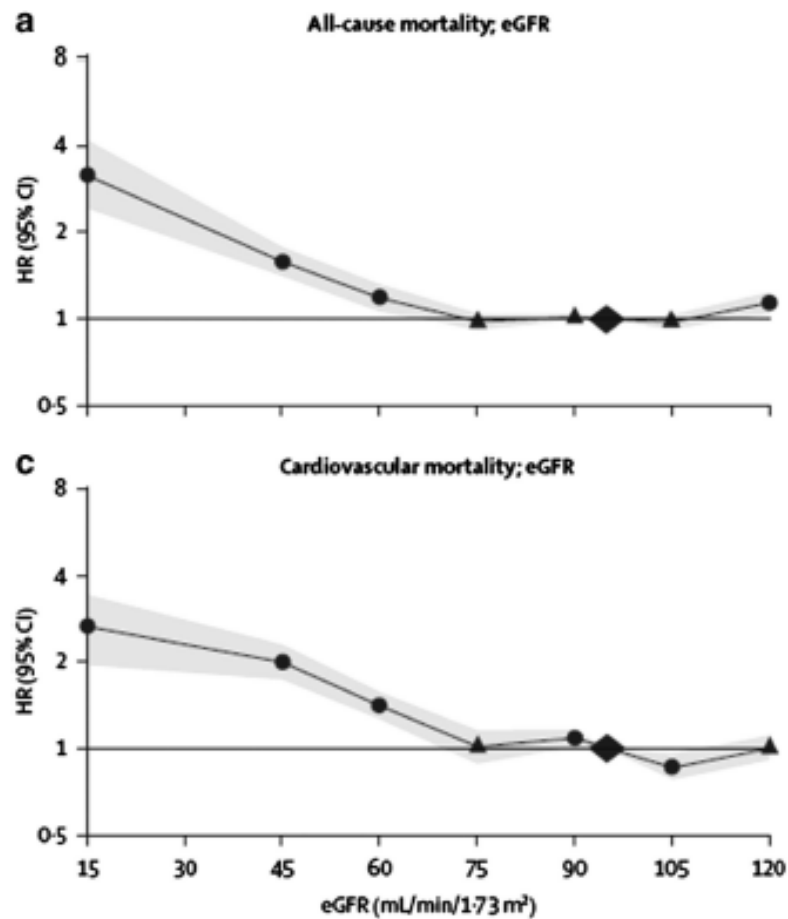 a
All-cause mortality; eGFR
8
4
2
1
0·5
HR (95% CI)
c
Cardiovascular mortality; eGFR
8
4
2
1
0·5
HR (95% CI)
15 30 45 60 75 90 105 120
eGFR (mL/min/1·73 m²)